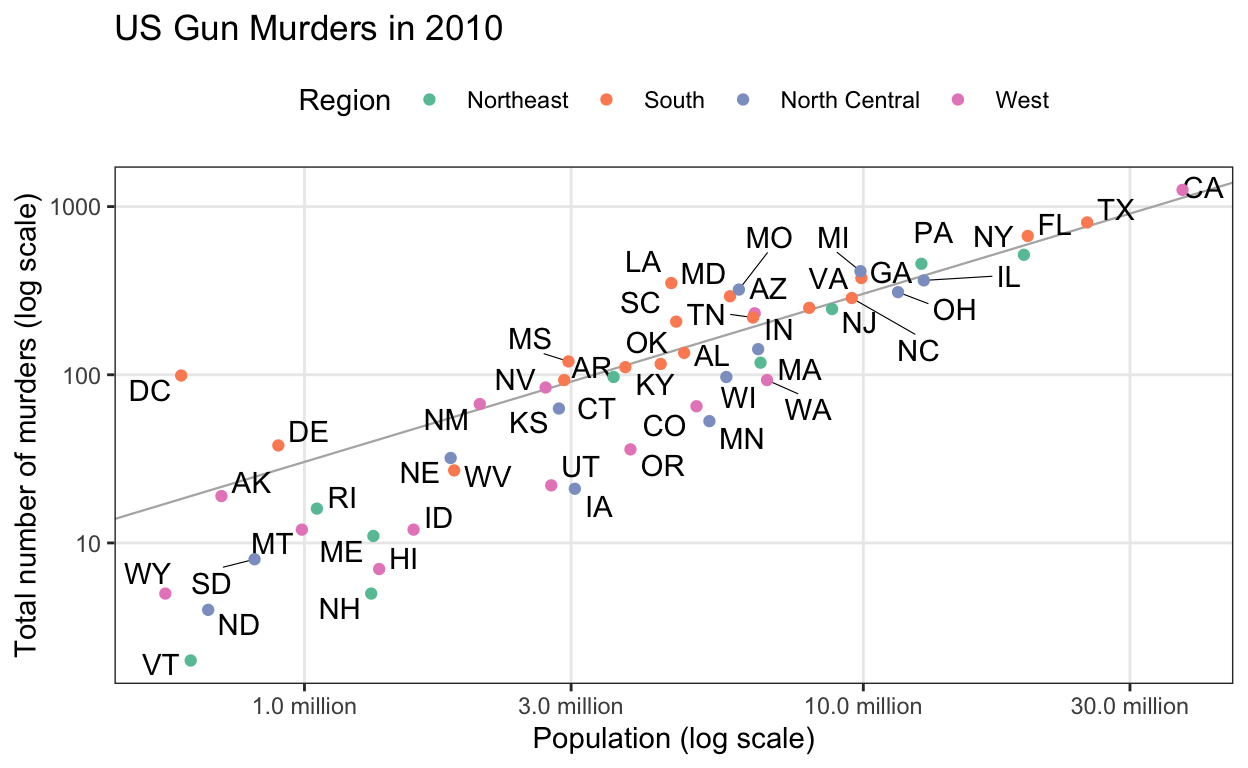 US Gun Murders in 2010
Region Northeast South North Central West
Total number of murders (log scale)
1000
100
10
CA
TX
FL
NY
PA
MO
MI
LA
MD
GA
VA
IL
AZ
SC
OH
TN
IN
NJ
NC
MS
OK
AL
AR
MA
NV
KY
WI
DC
WA
KS
CT
NM
CO
MN
DE
UT
OR
NE
WV
AK
IA
RI
ID
MT
ME
HI
WY
SD
NH
ND
VT
1.0 million
3.0 million
10.0 million
30.0 million
Population (log scale)